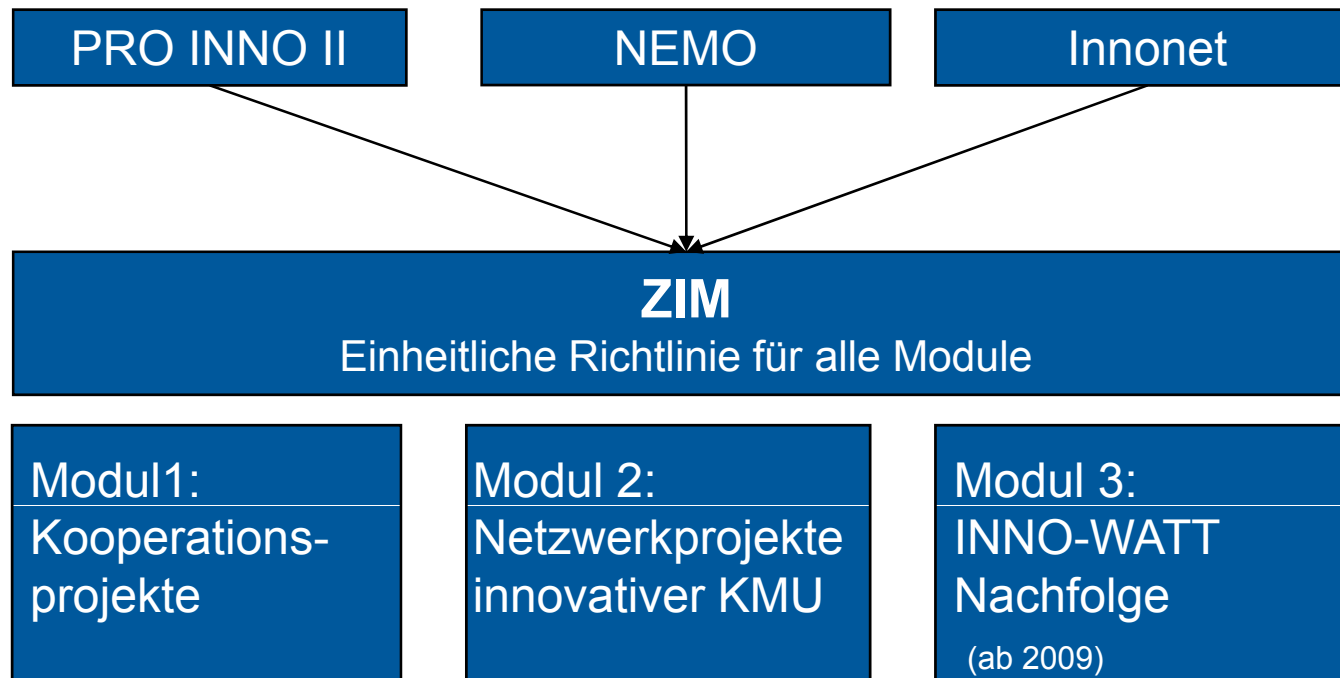 PRO INNO II
NEMO
Innonet
ZIM
Einheitliche Richtlinie für alle Module
Modul1:
Kooperations-
projekte
Modul 2:
Netzwerkprojekte
innovativer KMU
Modul 3:
INNO-WATT
Nachfolge
(ab 2009)